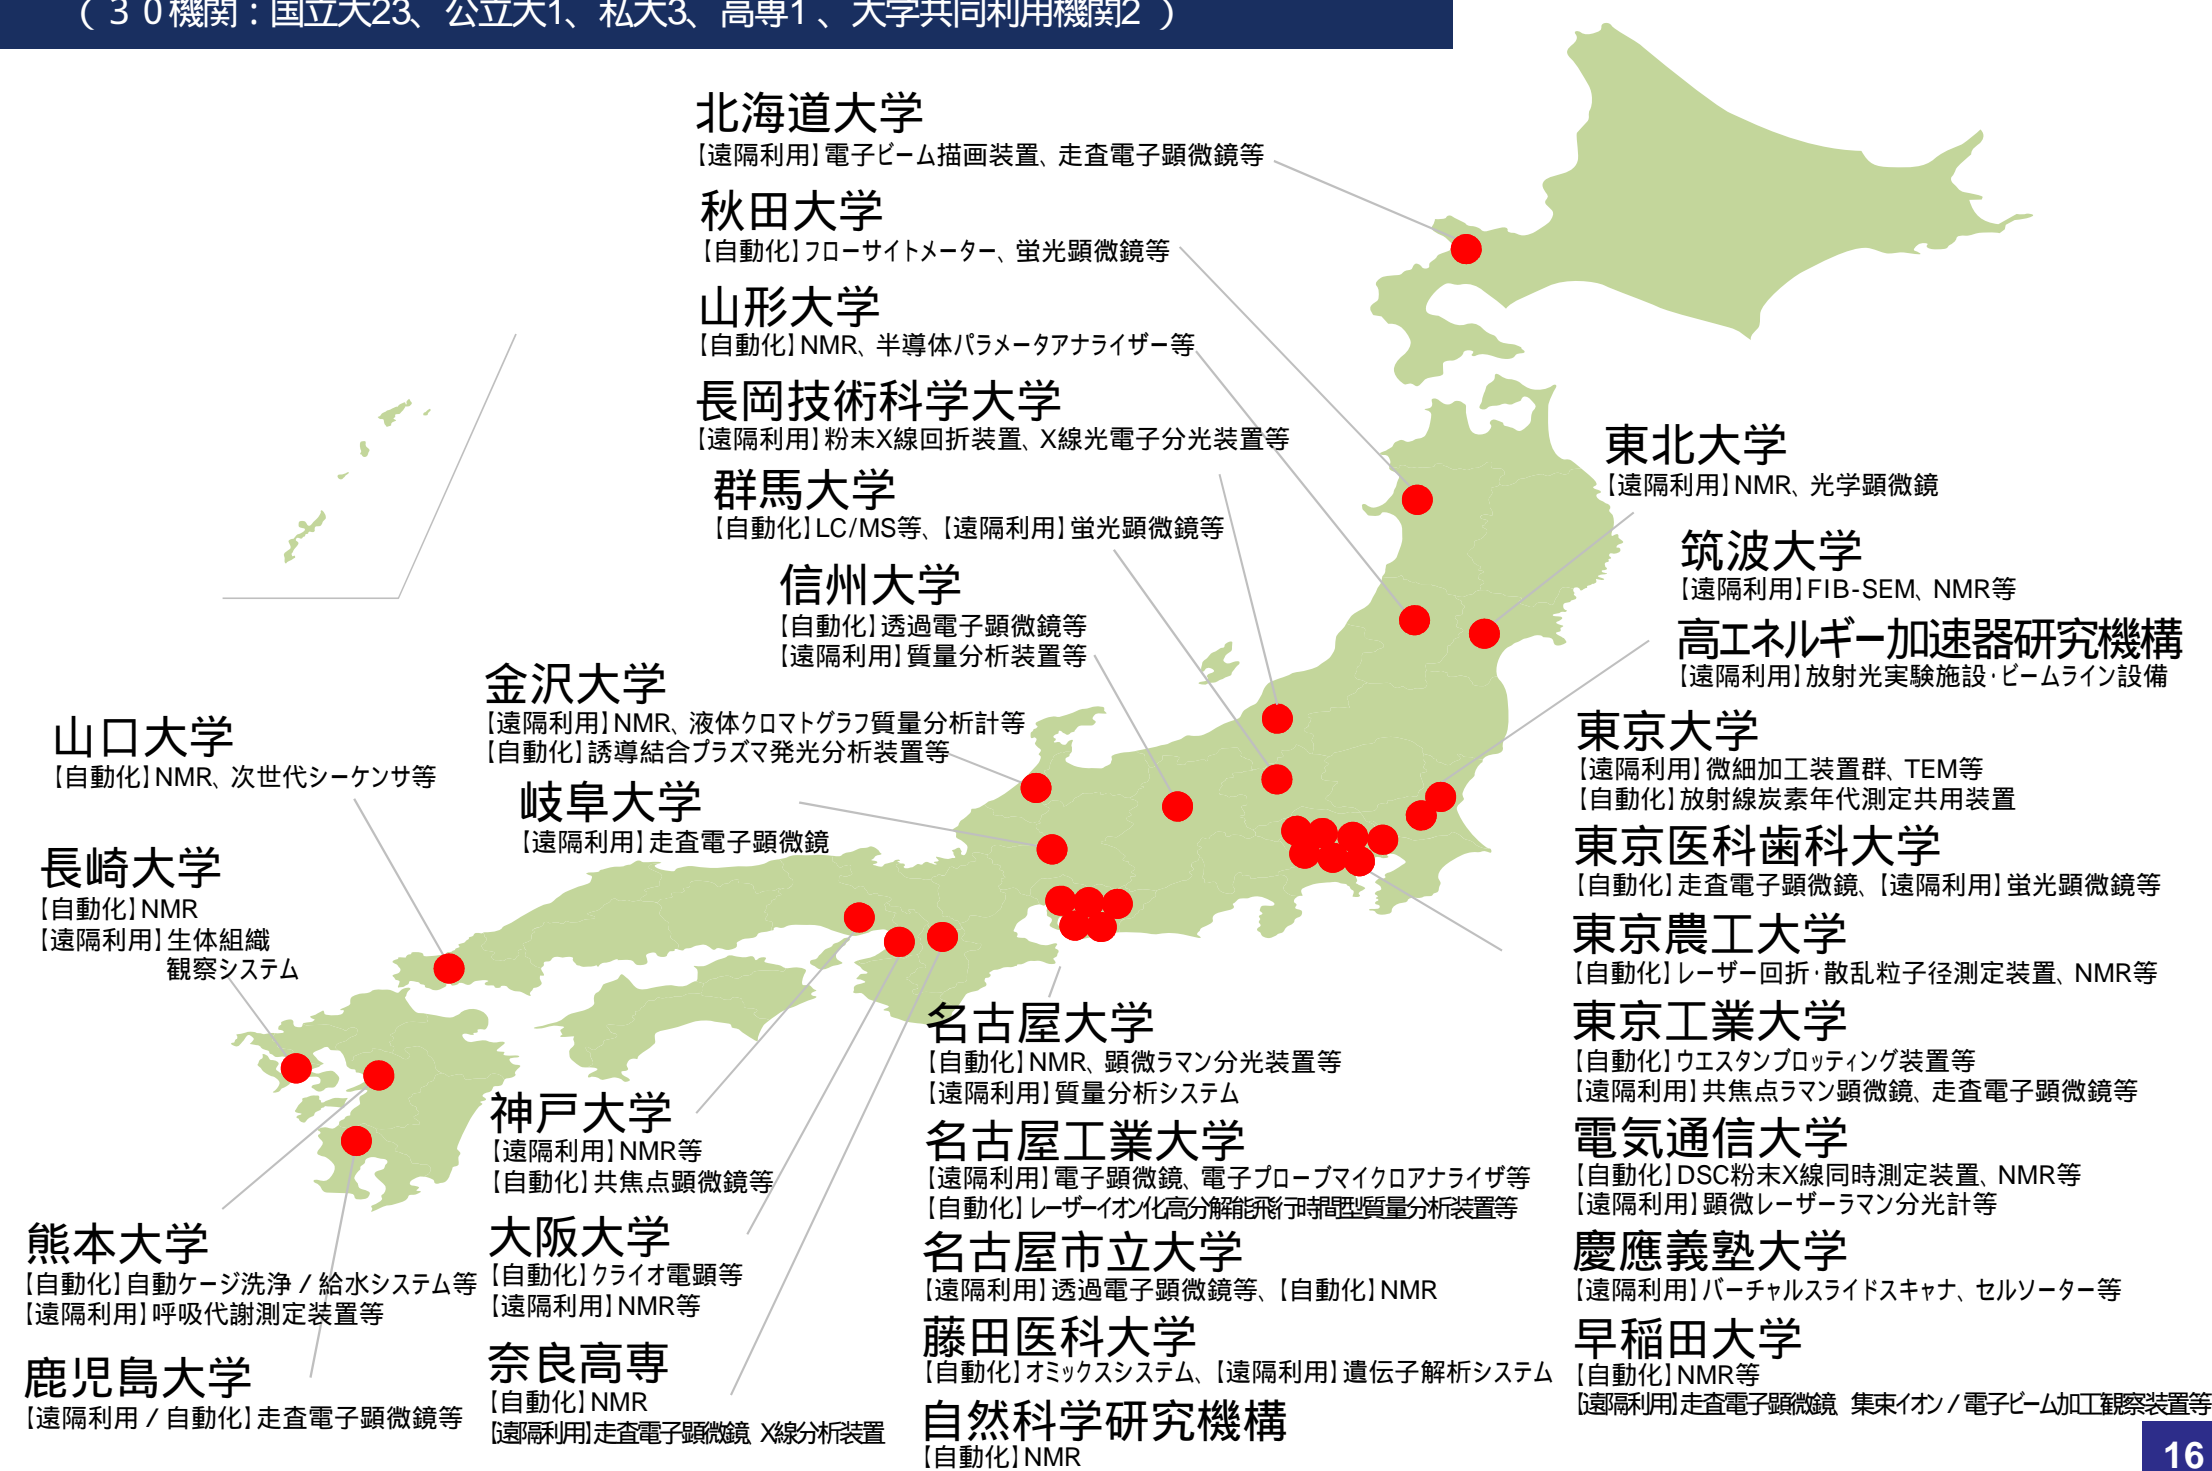 （３０機関：国立大23、公立大1、私大3、高専1、大学共同利用機関2 ）
北海道大学
【遠隔利用】電子ビーム描画装置、走査電子顕微鏡等
秋田大学
【自動化】フローサイトメーター、蛍光顕微鏡等
山形大学
【自動化】NMR、半導体パラメータアナライザー等
長岡技術科学大学
【遠隔利用】粉末X線回折装置、X線光電子分光装置等
群馬大学
【自動化】LC/MS等、【遠隔利用】蛍光顕微鏡等
信州大学
【自動化】透過電子顕微鏡等
【遠隔利用】質量分析装置等
金沢大学
【遠隔利用】NMR、液体クロマトグラフ質量分析計等
【自動化】誘導結合プラズマ発光分析装置等
岐阜大学
【遠隔利用】走査電子顕微鏡
山口大学
【自動化】NMR、次世代シーケンサ等
長崎大学
【自動化】NMR
【遠隔利用】生体組織
観察システム
熊本大学
【自動化】自動ケージ洗浄/給水システム等
【遠隔利用】呼吸代謝測定装置等
鹿児島大学
【遠隔利用/自動化】走査電子顕微鏡等
神戸大学
【遠隔利用】NMR等
【自動化】共焦点顕微鏡等
大阪大学
【自動化】クライオ電顕等
【遠隔利用】NMR等
奈良高専
【自動化】NMR
【遠隔利用】走査電子顕微鏡、X線分析装置
名古屋大学
【自動化】NMR、顕微ラマン分光装置等
【遠隔利用】質量分析システム
名古屋工業大学
【遠隔利用】電子顕微鏡、電子プローブマイクロアナライザ等
【自動化】レーザーイオン化高分解能飛行時間型質量分析装置等
名古屋市立大学
【遠隔利用】透過電子顕微鏡等、【自動化】NMR
藤田医科大学
【自動化】オミックスシステム、【遠隔利用】遺伝子解析システム
自然科学研究機構
【自動化】NMR
東北大学
【遠隔利用】NMR、光学顕微鏡
筑波大学
【遠隔利用】FIB-SEM、NMR等
高エネルギー加速器研究機構
【遠隔利用】放射光実験施設・ビームライン設備
東京大学
【遠隔利用】微細加工装置群、TEM等
【自動化】放射線炭素年代測定共用装置
東京医科歯科大学
【自動化】走査電子顕微鏡、【遠隔利用】蛍光顕微鏡等
東京農工大学
【自動化】レーザー回折・散乱粒子径測定装置、NMR等
東京工業大学
【自動化】ウエスタンブロッティング装置等
【遠隔利用】共焦点ラマン顕微鏡、走査電子顕微鏡等
電気通信大学
【自動化】DSC粉末X線同時測定装置、NMR等
【遠隔利用】顕微レーザーラマン分光計等
慶應義塾大学
【遠隔利用】バーチャルスライドスキャナ、セルソーター等
早稲田大学
【自動化】NMR等
【遠隔利用】走査電子顕微鏡、集束イオン/電子ビーム加工観察装置等
16